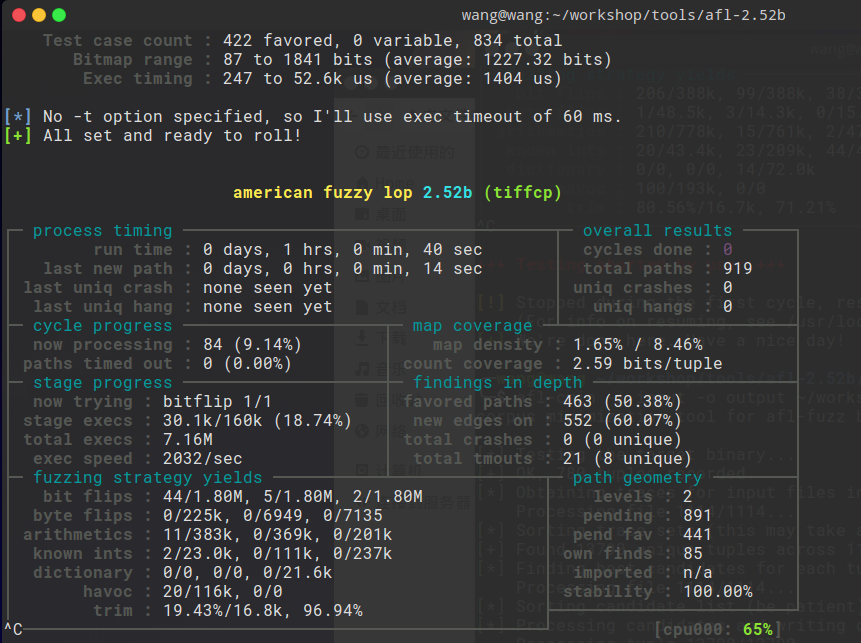 wang@wang:~/workshop/tools/afl-2.52b
Test case count : 422 favored, 0 variable, 834 total
Bitmap range : 87 to 1841 bits (average: 1227.32 bits)
Exec timing : 247 to 52.6k us (average: 1404 us)
[*] No -t option specified, so I'll use exec timeout of 60 ms.
[+] All set and ready to roll!
american fuzzy lop 2.52b (tiffcp)
process timing overall results
run time : 0 days, 1 hrs, 0 min, 40 sec cycles done : 0
last new path : 0 days, 0 hrs, 0 min, 14 sec total paths : 919
last uniq crash : none seen yet uniq crashes : 0
last uniq hang : none seen yet uniq hangs : 0
cycle progress map coverage
now processing : 84 (9.14%) map density : 1.65% / 8.46%
paths timed out : 0 (0.00%) count coverage : 2.59 bits/tuple
stage progress findings in depth
now trying : bitflip 1/1 favored paths : 463 (50.38%)
stage execs : 30.1k/160k (18.74%) new edges on : 552 (60.07%)
total execs : 7.16M total crashes : 0 (0 unique)
exec speed : 2032/sec total tmouts : 21 (8 unique)
fuzzing strategy yields path geometry
bit flips : 44/1.80M, 5/1.80M, 2/1.80M levels : 2
byte flips : 0/225k, 0/6949, 0/7135 pending : 891
arithmetics : 11/383k, 0/369k, 0/201k pend fav : 441
known ints : 2/23.0k, 0/111k, 0/237k own finds : 85
dictionary : 0/0, 0/0, 0/21.6k imported : n/a
havoc : 20/116k, 0/0 stability : 100.00%
trim : 19.43%/16.8k, 96.94%
^C [cpu000: 65%]